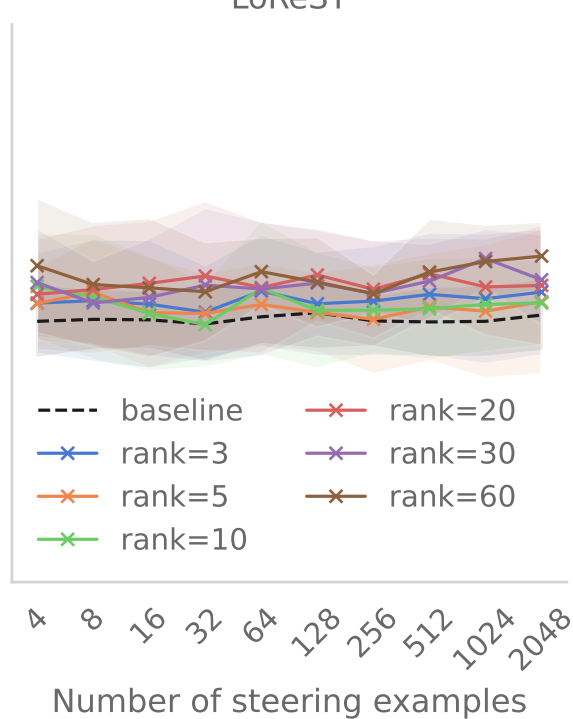 LoReST
baseline
rank=3
rank=5
rank=10
rank=20
rank=30
rank=60
4 8 16 32 64 128 256 512 1024 2048
Number of steering examples